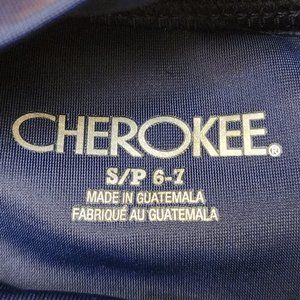 CHEROKEE®
S/P 6-7
MADE IN GUATEMALA
FABRIQUÉ AU GUATEMALA